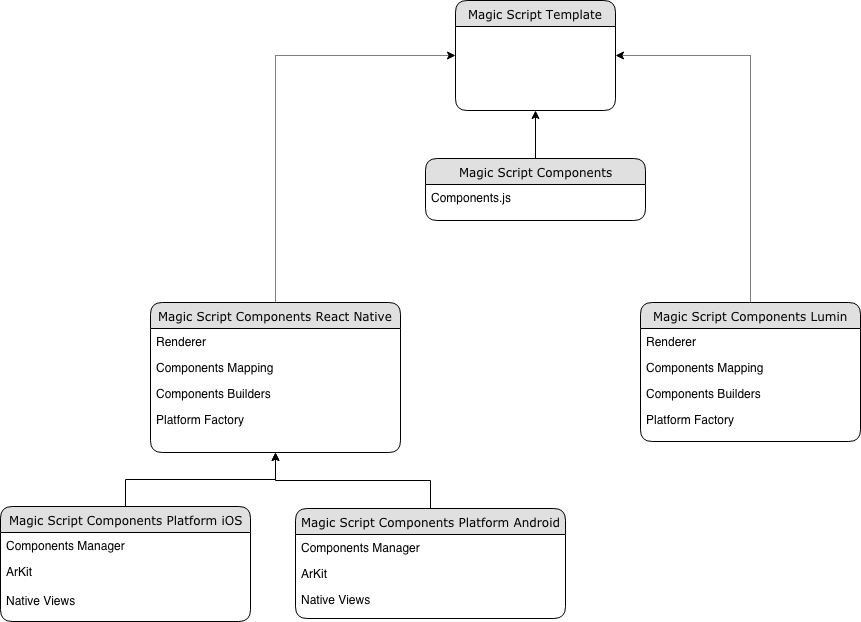 Magic Script Template
Magic Script Components
Components.js
Magic Script Components React Native
Renderer
Components Mapping
Components Builders
Platform Factory
Magic Script Components Lumin
Renderer
Components Mapping
Components Builders
Platform Factory
Magic Script Components Platform iOS
Components Manager
ArKit
Native Views
Magic Script Components Platform Android
Components Manager
ArKit
Native Views